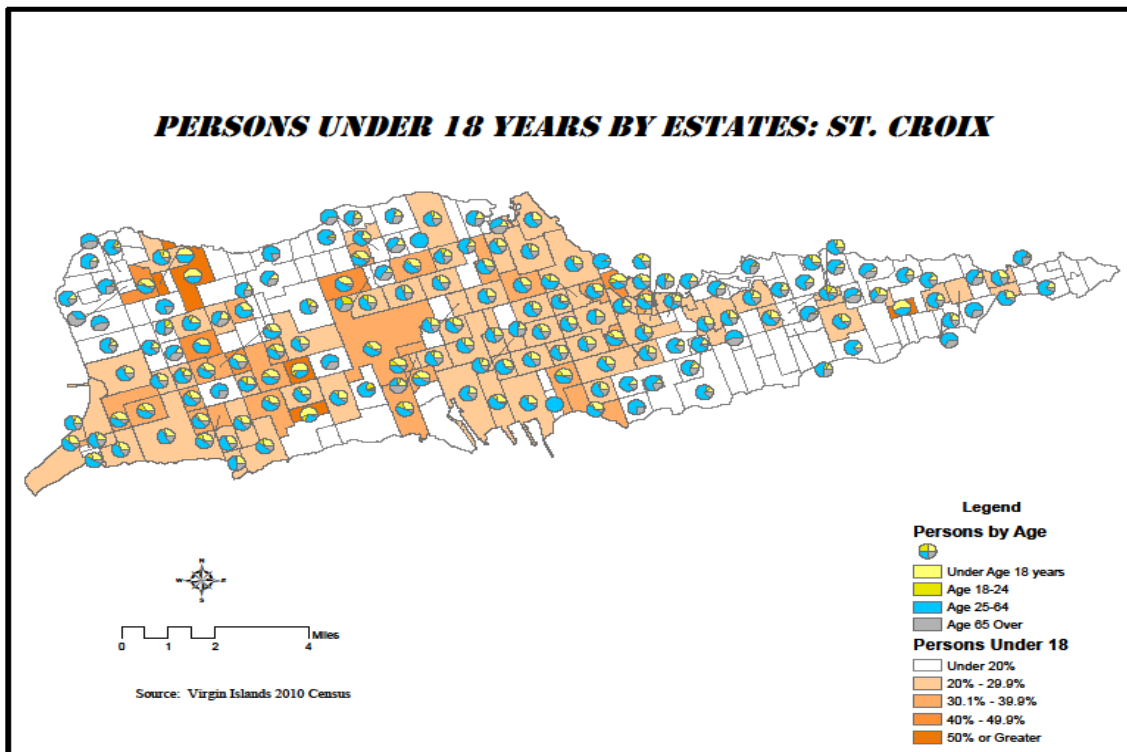 PERSONS UNDER 18 YEARS BY ESTATES: ST. CROIX
Legend
Persons by Age
Under Age 18 years
Age 18-24
Age 25-64
Age 65 Over
Persons Under 18
Under 20%
20% - 29.9%
30.1% - 39.9%
40% - 49.9%
50% or Greater
N
W E
S
Miles
0 1 2 4
Source: Virgin Islands 2010 Census